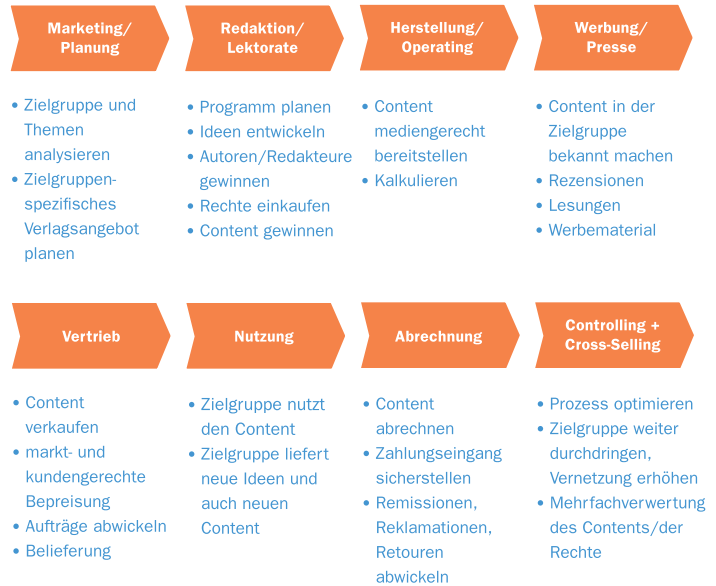 Marketing/
Planung
• Zielgruppe und
Themen
analysieren
• Zielgruppen-
spezifisches
Verlagsangebot
planen
Redaktion/
Lektorate
• Programm planen
• Ideen entwickeln
• Autoren/Redakteure
gewinnen
• Rechte einkaufen
• Content gewinnen
Herstellung/
Operating
• Content
mediengerecht
bereitstellen
• Kalkulieren
Werbung/
Presse
• Content in der
Zielgruppe
bekannt machen
• Rezensionen
• Lesungen
• Werbematerial
Vertrieb
• Content
verkaufen
• markt- und
kundengerechte
Bepreisung
• Aufträge abwickeln
• Belieferung
Nutzung
• Zielgruppe nutzt
den Content
• Zielgruppe liefert
neue Ideen und
auch neuen
Content
Abrechnung
• Content
abrechnen
• Zahlungseingang
sicherstellen
• Remissionen,
Reklamationen,
Retouren
abwickeln
Controlling +
Cross-Selling
• Prozess optimieren
• Zielgruppe weiter
durchdringen,
Vernetzung erhöhen
• Mehrfachverwertung
des Contents/der
Rechte